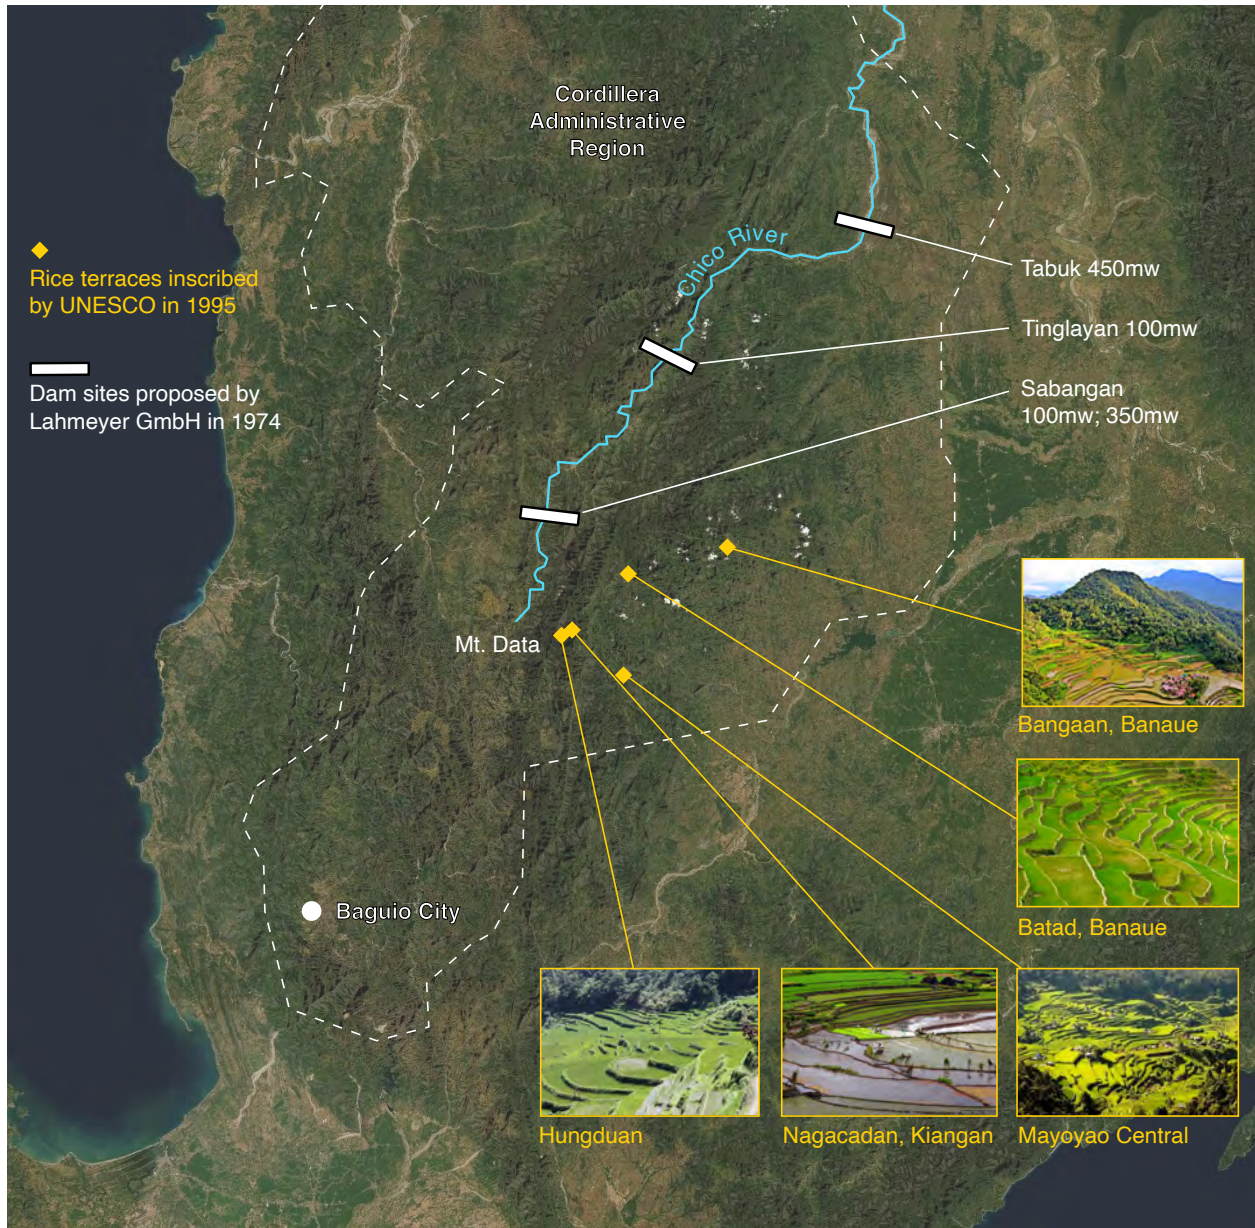 Cordillera
Administrative
Region
Chico River
Rice terraces inscribed
by UNESCO in 1995
Dam sites proposed by
Lahmeyer GmbH in 1974
Tabuk 450mw
Tinglayan 100mw
Sabangan
100mw; 350mw
Mt. Data
Bangaan, Banaue
Batad, Banaue
Baguio City
Hungduan
Nagacadan, Kiangan
Mayoyao Central